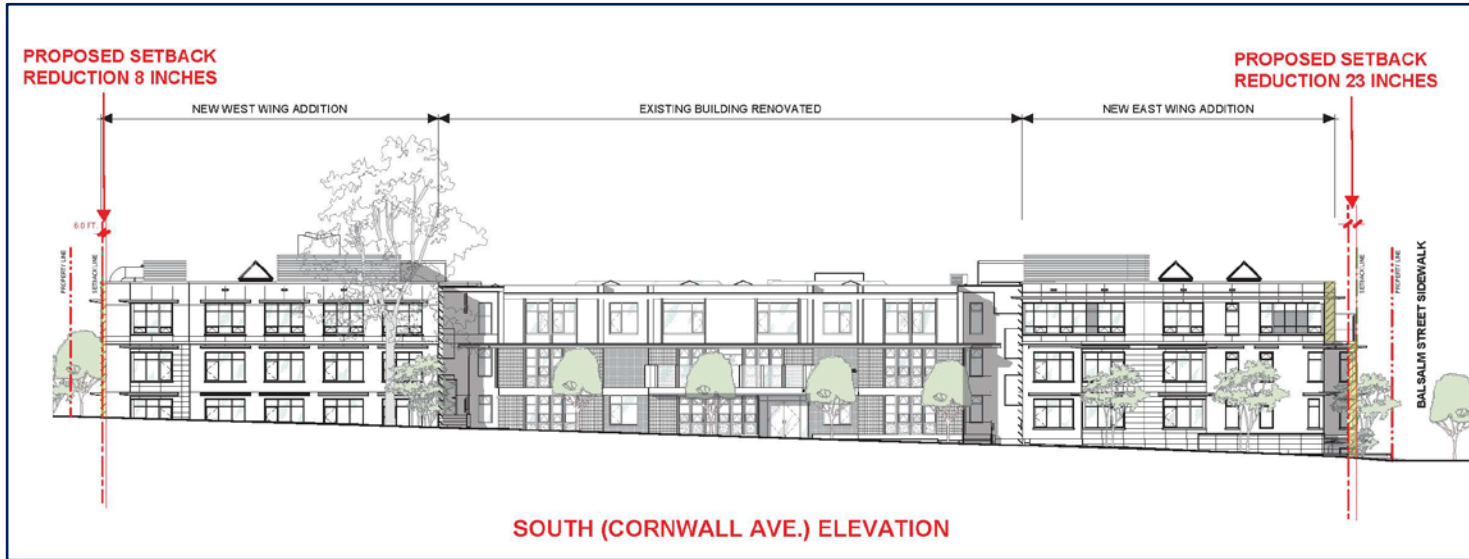 PROPOSED SETBACK
REDUCTION 8 INCHES
PROPOSED SETBACK
REDUCTION 23 INCHES
NEW WEST WING ADDITION
EXISTING BUILDING RENOVATED
NEW EAST WING ADDITION
6.0 FT.
PROPERTY LINE
SETBACK LINE
SETBACK LINE
PROPERTY LINE
BALSALM STREET SIDEWALK
SOUTH (CORNWALL AVE.) ELEVATION